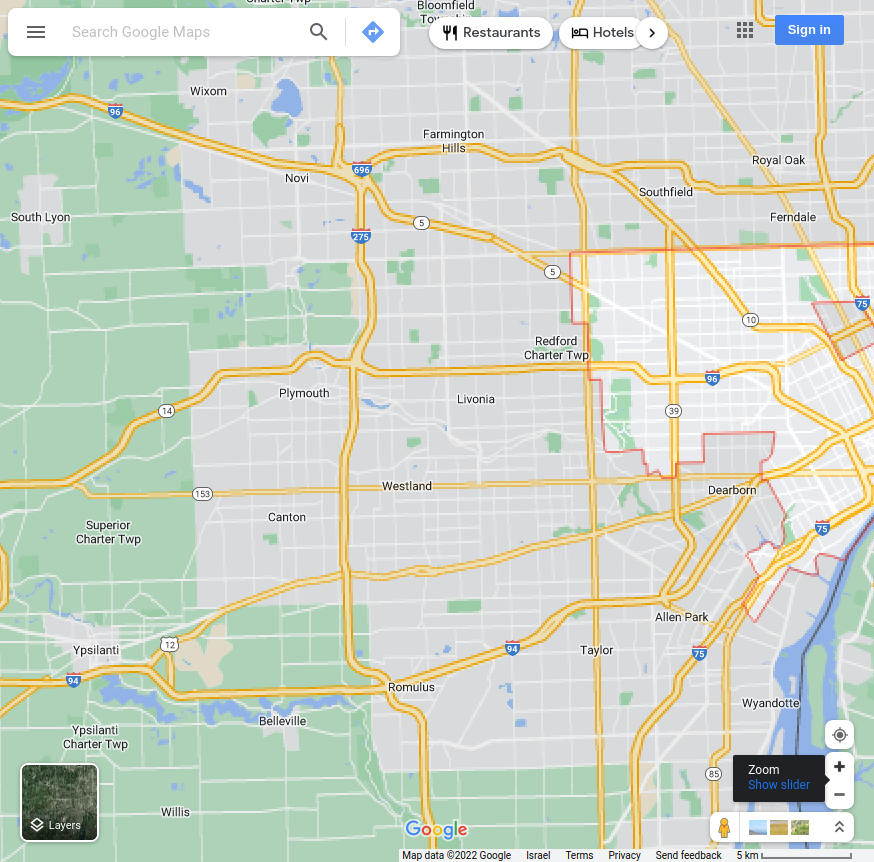 Charter Twp
Bloomfield
Search Google Maps
Restaurants
Hotels
Sign in
Wixom
96
Farmington
Hills
Royal Oak
696
Novi
Southfield
South Lyon
5
Ferndale
275
5
75
10
Redford
Charter Twp
96
Plymouth
Livonia
14
39
Westland
Dearborn
153
Canton
Superior
Charter Twp
75
Allen Park
12
Ypsilanti
94
Taylor
75
94
Romulus
Wyandotte
Belleville
Ypsilanti
Charter Twp
Zoom
Show slider
85
Willis
Layers
Google
Map data ©2022 Google Israel Terms Privacy Send feedback 5 km